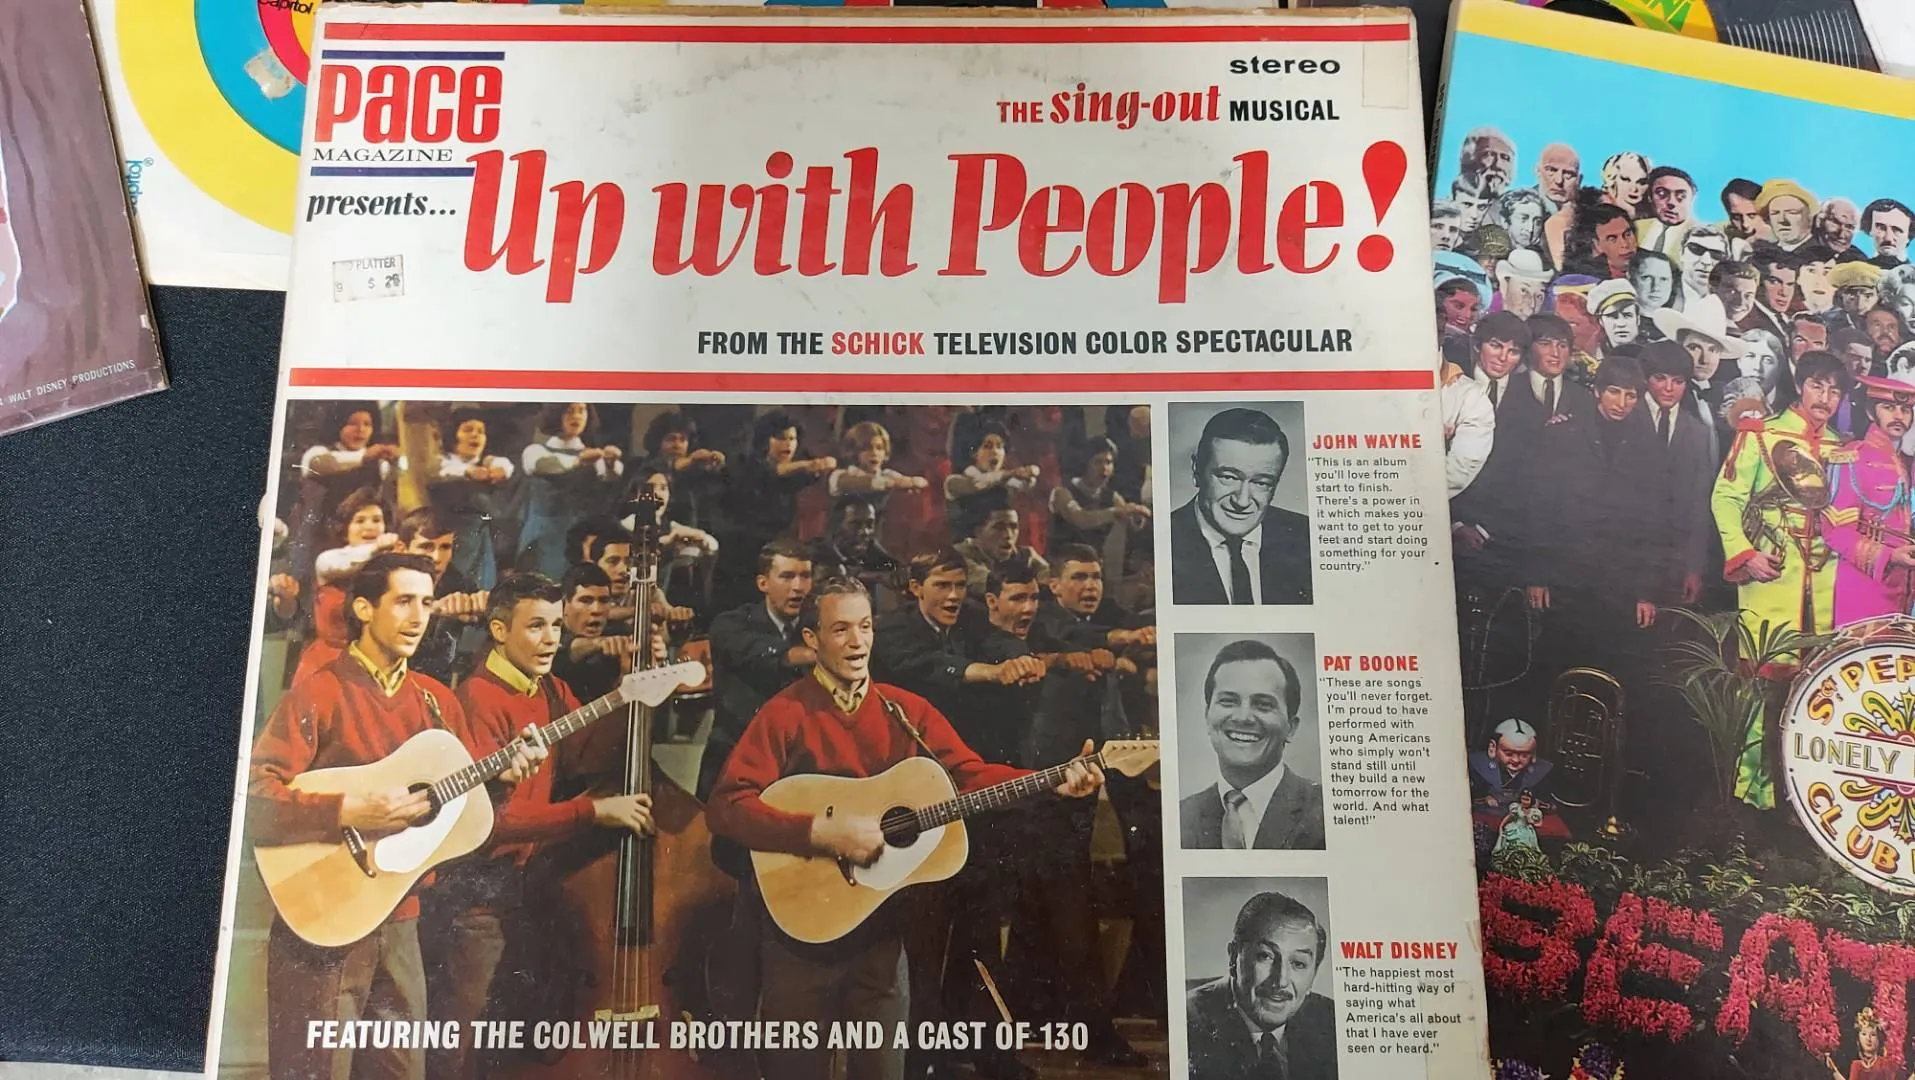 Capitol
stereo
PACE
MAGAZINE
presents...
THE sing-out MUSICAL
Up with People!
PLATTER
$
FROM THE SCHICK TELEVISION COLOR SPECTACULAR
WALT DISNEY PRODUCTIONS
JOHN WAYNE
"This is an album
you'll love from
start to finish.
There's a power in
it which makes you
want to get to your
feet and start doing
something for your
country."
PAT BOONE
"These are songs
you'll never forget.
I'm proud to have
performed with
young Americans
who simply won't
stand still until
they build a new
tomorrow for the
world. And what
talent!"
WALT DISNEY
"The happiest most
hard-hitting way of
saying what
America's all about
that I have ever
seen or heard."
FEATURING THE COLWELL BROTHERS AND A CAST OF 130
SGT PEP
LONELY
CLUB
BEAT